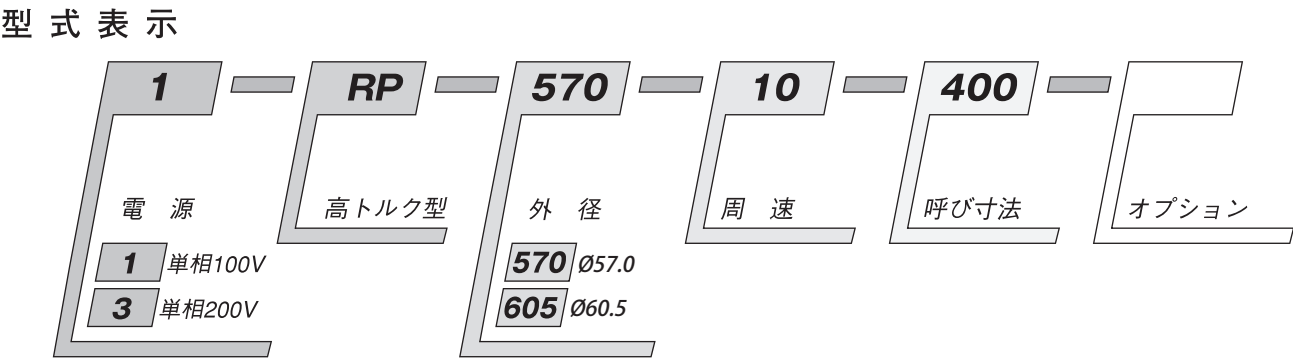 型式表示
1 RP 570 10 400
電源 高トルク型 外径 周速 呼び寸法 オプション
1 単相100V 570 Ø57.0
3 単相200V 605 Ø60.5